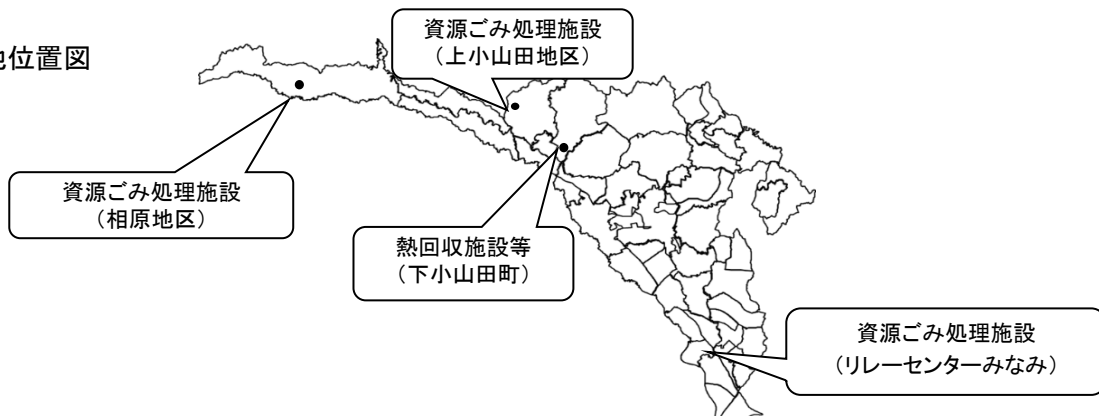 位置図
資源ごみ処理施設
（上小山田地区）
資源ごみ処理施設
（相原地区）
熱回収施設等
（下小山田町）
資源ごみ処理施設
（リレーセンターみなみ）